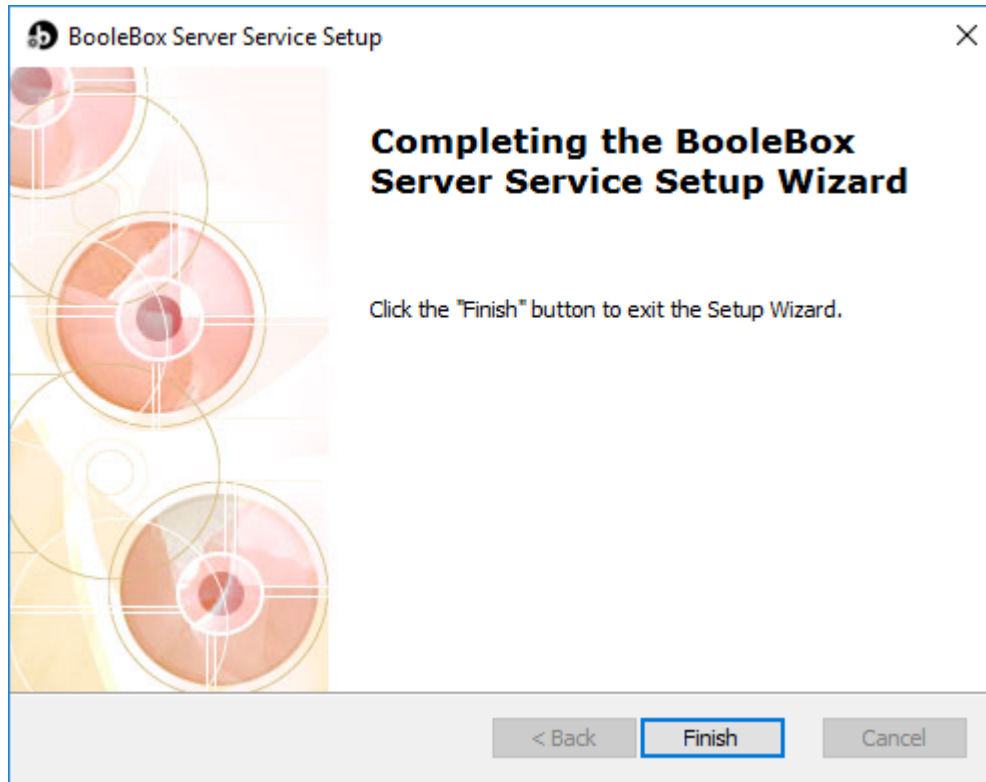 BooleBox Server Service Setup
Completing the BooleBox
Server Service Setup Wizard
Click the "Finish" button to exit the Setup Wizard.
< Back
Finish
Cancel